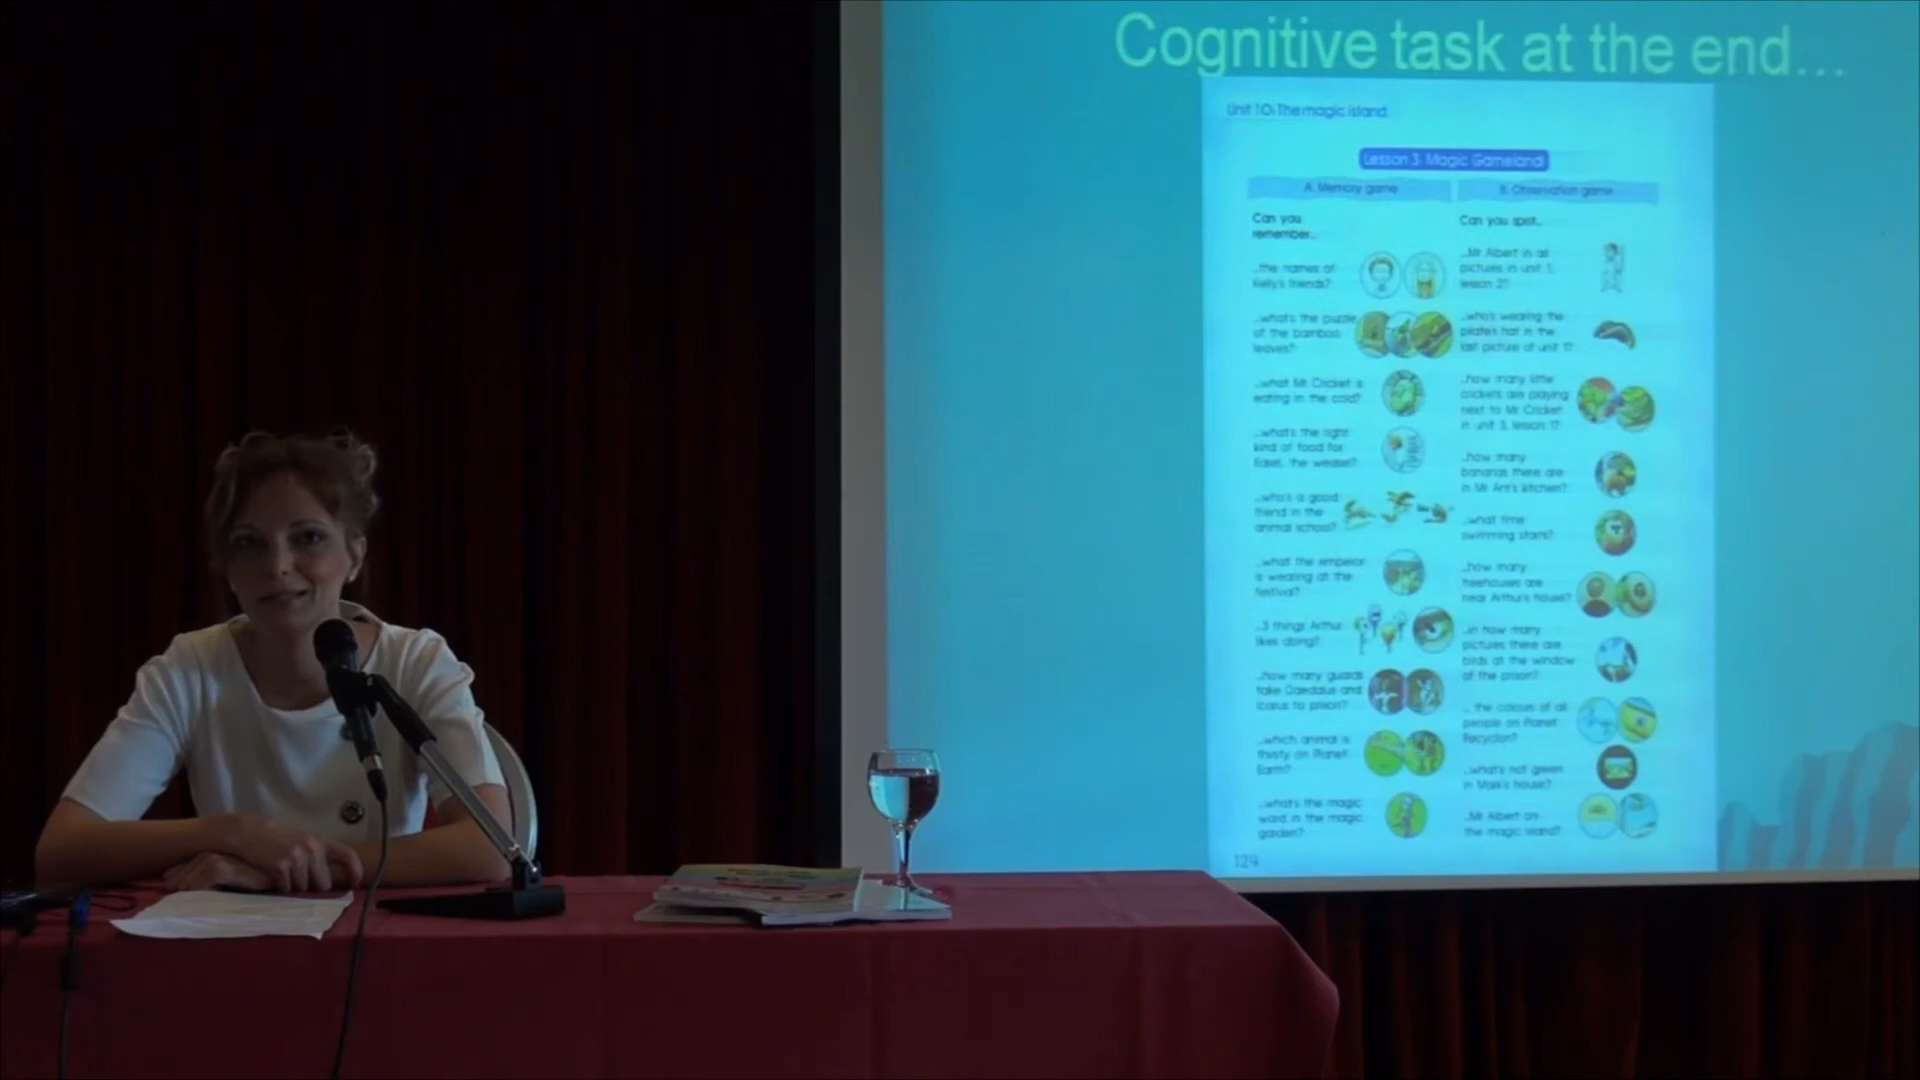 Cognitive task at the end...
Unit 10: The magic island
Lesson 3: Magic Gameland!
A. Memory game
Can you
remember...
...the names of
Kelly's friends?
...what's the puzzle
of the bamboo
leaves?
...what Mr Cricket is
eating in the cold?
...what's the right
kind of food for
the weasel?
...who's a good
friend in the
animal school?
...what the emperor
is wearing at the
festival?
...3 things Arthur
likes doing?
...how many guards
take Daedalus and
Icarus to prison?
...which animal is
thirsty on Planet
Earth?
...what's the magic
word in the magic
garden?
B. Observation game
Can you spot...
...Mr Albert in all
pictures in unit 1,
lesson 2?
...who's wearing the
pirates hat in the
last picture of unit 1?
...how many little
crickets are playing
next to Mr Cricket
in unit 3, lesson 1?
...how many
bananas there are
in Mr Ant's kitchen?
...what time
swimming starts?
...how many
treehouses are
near Arthur's house?
...in how many
pictures there are
birds at the window
of the prison?
... the colours of all
people on Planet
Recyclon?
...what's not green
in house?
...Mr Albert on
the magic island?
124